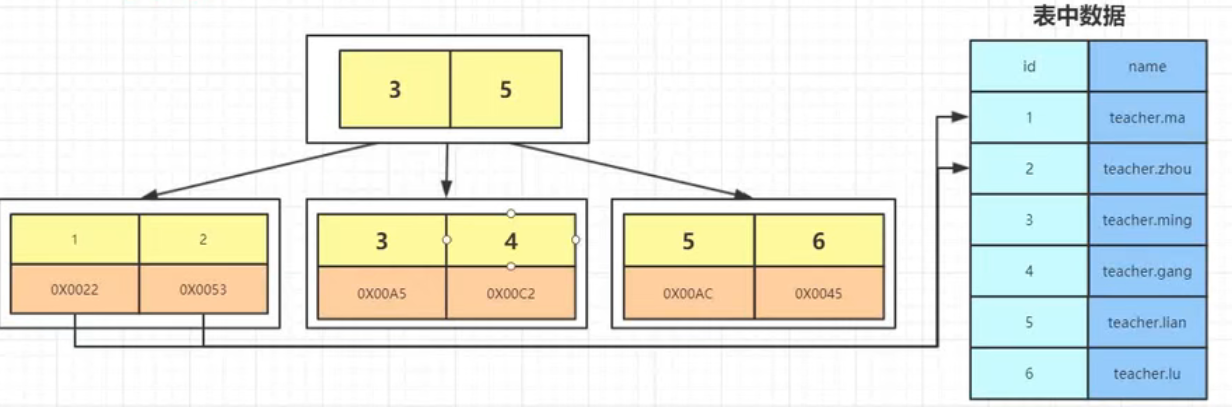 表中数据
3 5
id name
1 teacher.ma
2 teacher.zhou
3 teacher.ming
4 teacher.gang
5 teacher.lian
6 teacher.lu
1 2
0X0022 0X0053
3 4
0X00A5 0X00C2
5 6
0X00AC 0X0045